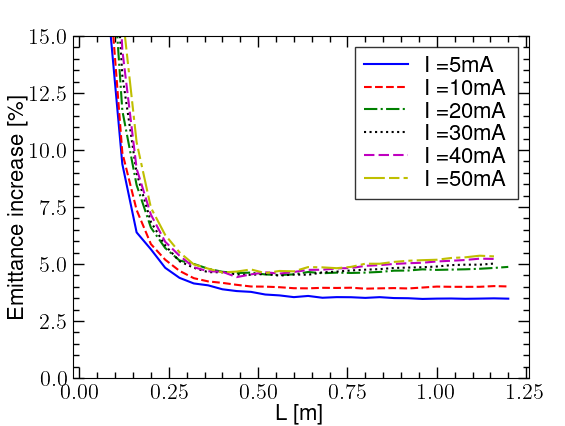 15.0
12.5
10.0
7.5
5.0
2.5
0.0
Emittance increase [%]
I =5mA
I =10mA
I =20mA
I =30mA
I =40mA
I =50mA
0.00 0.25 0.50 0.75 1.00 1.25
L [m]